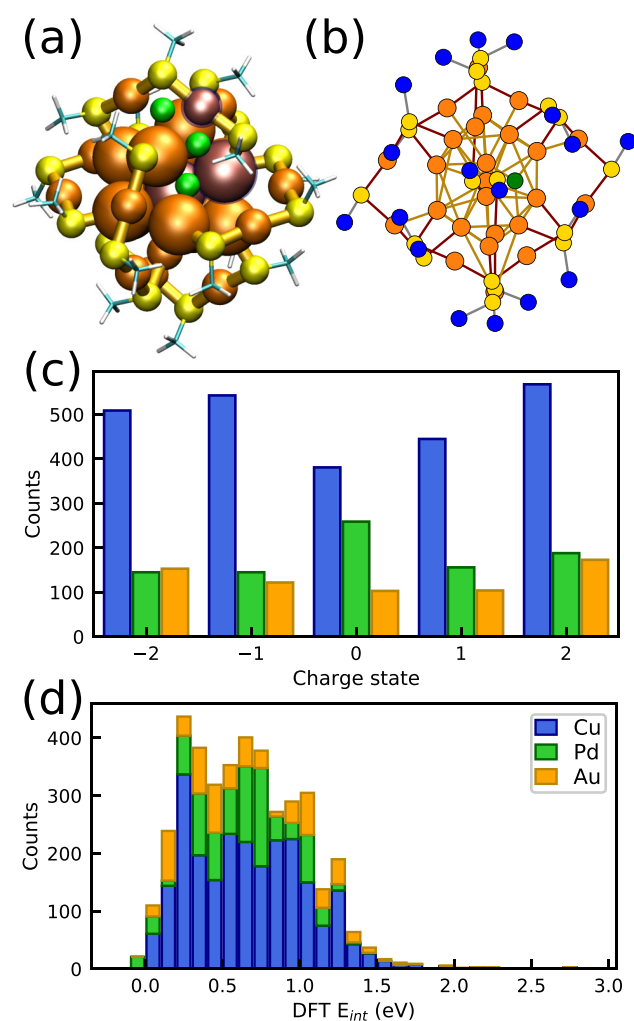 (a) (b)
(c)
500
400
300
200
100
0
Counts
−2 −1 0 1 2
Charge state
(d)
Cu
Pd
Au
400
300
200
100
0
Counts
0.0 0.5 1.0 1.5 2.0 2.5 3.0
DFT E_int (eV)